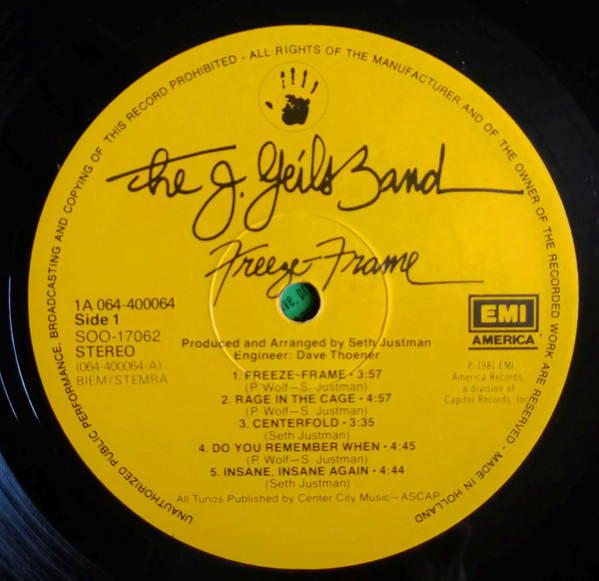 UNAUTHORIZED PUBLIC PERFORMANCE, BROADCASTING AND COPYING OF THIS RECORD PROHIBITED - ALL RIGHTS OF THE MANUFACTURER AND OF THE OWNER OF THE RECORDED WORK ARE RESERVED - MADE IN HOLLAND
The J. Geils Band
Freeze-Frame
1A 064-400064
Side 1
SOO-17062
STEREO
(064-400064-A)
BIEM/STEMRA
EMI
AMERICA
℗ 1981 EMI
America Records,
a division of
Capitol Records, Inc.
Produced and Arranged by Seth Justman
Engineer: Dave Thoener
1. FREEZE-FRAME • 3:57
(P. Wolf—S. Justman)
2. RAGE IN THE CAGE • 4:57
(P. Wolf—S. Justman)
3. CENTERFOLD • 3:35
(Seth Justman)
4. DO YOU REMEMBER WHEN • 4:45
(P. Wolf—S. Justman)
5. INSANE, INSANE AGAIN • 4:44
(Seth Justman)
All Tunes Published by Center City Music—ASCAP